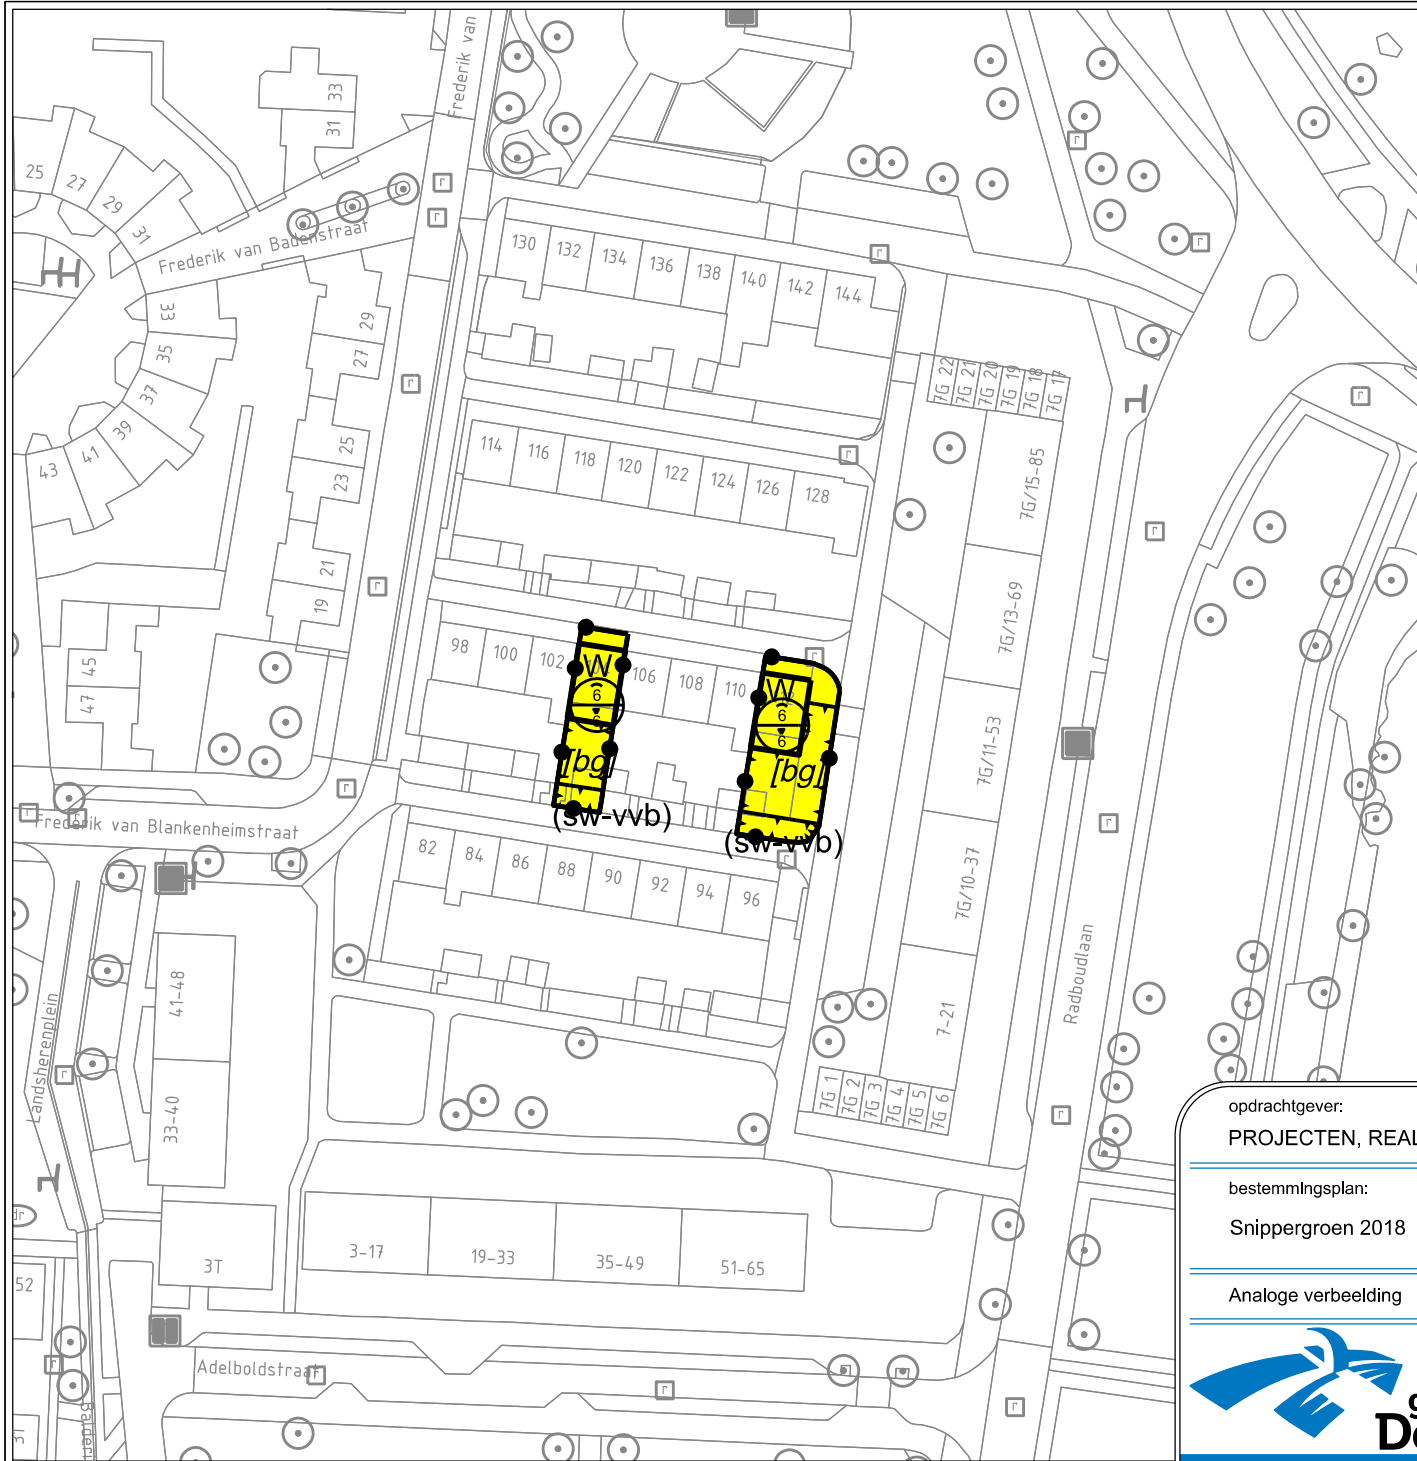 Frederik van
33
31
25
27
29
31
Frederik van Badenstraat
33
35
37
39
41
43
29
27
25
23
21
19
45
47
130
132
134
136
138
140
142
144
7G 22
7G 21
7G 20
7G 19
7G 18
7G 17
114
116
118
120
122
124
126
128
7G/15-85
7G/13-69
7G/11-53
7G/10-37
7-21
98
100
102
106
108
110
W
6
6
[bg]
(sw-vvb)
W
6
6
[bg]
(sw-vvb)
Frederik van Blankenheimstraat
82
84
86
88
90
92
94
96
Radboudlaan
Landsherenplein
41-48
33-40
7G 1
7G 2
7G 3
7G 4
7G 5
7G 6
3T
3-17
19-33
35-49
51-65
52
Adelboldstraat
31
opdrachtgever:
PROJECTEN, REAL
bestemmingsplan:
Snippergroen 2018
Analoge verbeelding